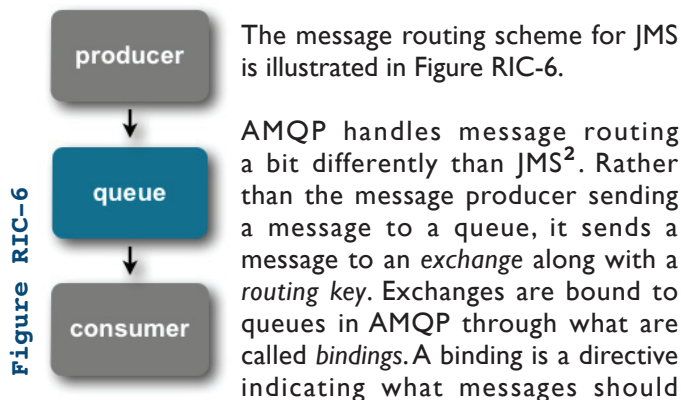 producer
queue
consumer
Figure RIC-6
The message routing scheme for JMS
is illustrated in Figure RIC-6.
AMQP handles message routing
a bit differently than JMS². Rather
than the message producer sending
a message to a queue, it sends a
message to an exchange along with a
routing key. Exchanges are bound to
queues in AMQP through what are
called bindings. A binding is a directive
indicating what messages should